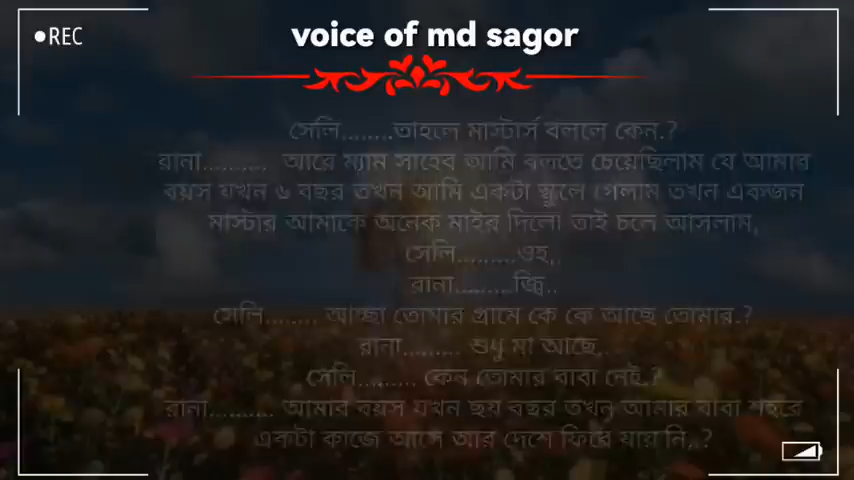 REC
voice of md sagor
সেলি........তাহলে মাস্টার্স বললে কেন.?
রানা.......... আরে ম্যাম সাহেব আমি বলতে চেয়েছিলাম যে আমার
বয়স যখন ৬ বছর তখন আমি একটা স্কুলে গেলাম তখন একজন
মাস্টার আমাকে অনেক মাইর দিলো তাই চলে আসলাম,
সেলি.........ওহ,.
রানা.........জ্বি..
সেলি........ আচ্ছা তোমার গ্রামে কে কে আছে তোমার.?
রানা......... শুধু মা আছে,.
সেলি......... কেন তোমার বাবা নেই.?
রানা.......... আমার বয়স যখন ছয় বছর তখন আমার বাবা শহরে
একটা কাজে আসে আর দেশে ফিরে যায়নি,.?